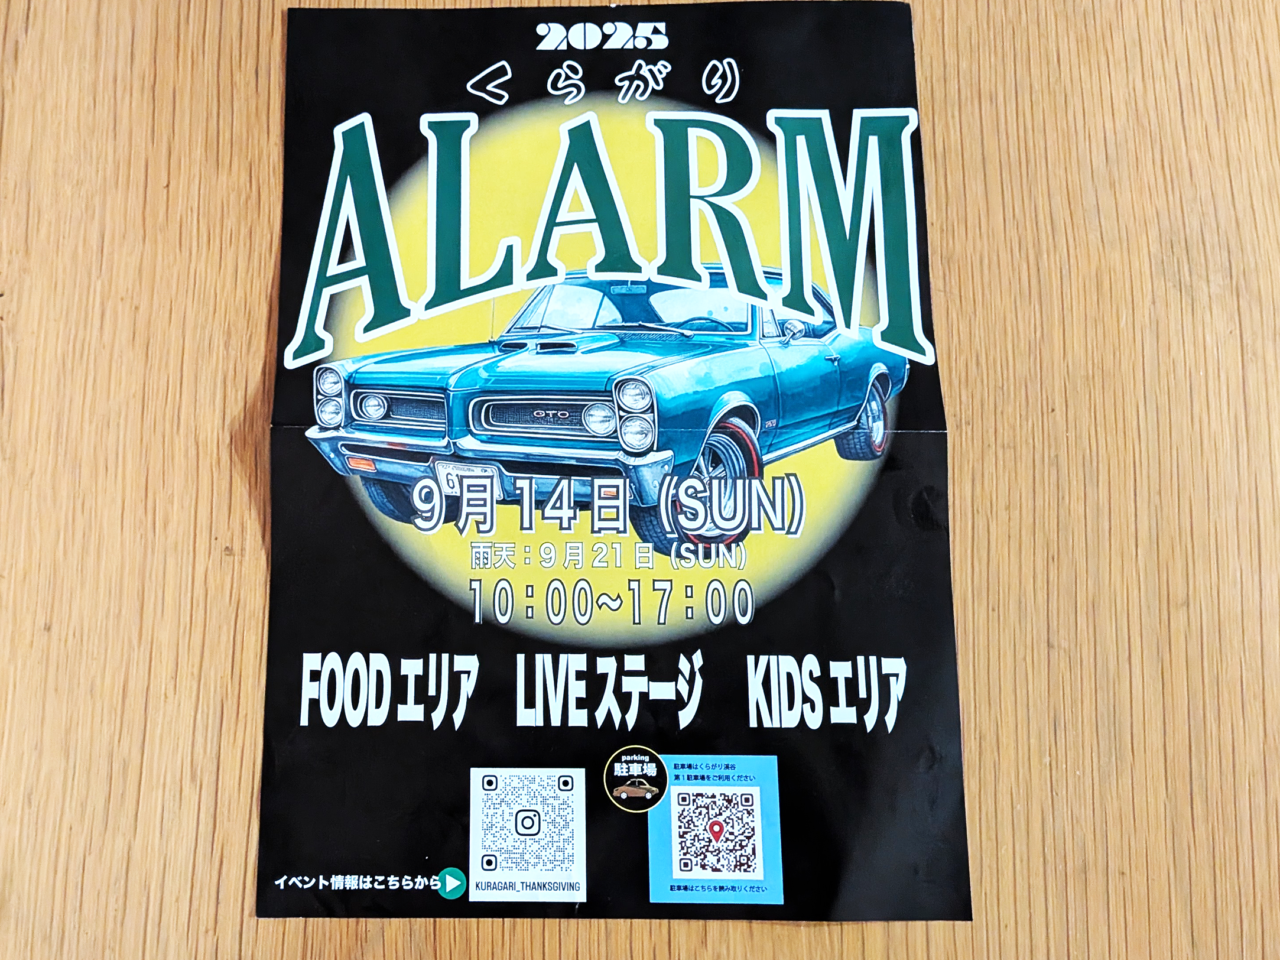 2025
くらがり
ALARM
GTO
6
9月14日(SUN)
雨天：9月21日(SUN)
10：00〜17：00
FOODエリア LIVEステージ KIDSエリア
parking
駐車場
駐車場はくらがり渓谷
第1駐車場をご利用ください
イベント情報はこちらから
KURAGARI_THANKSGIVING
駐車場はこちらを読み取りください